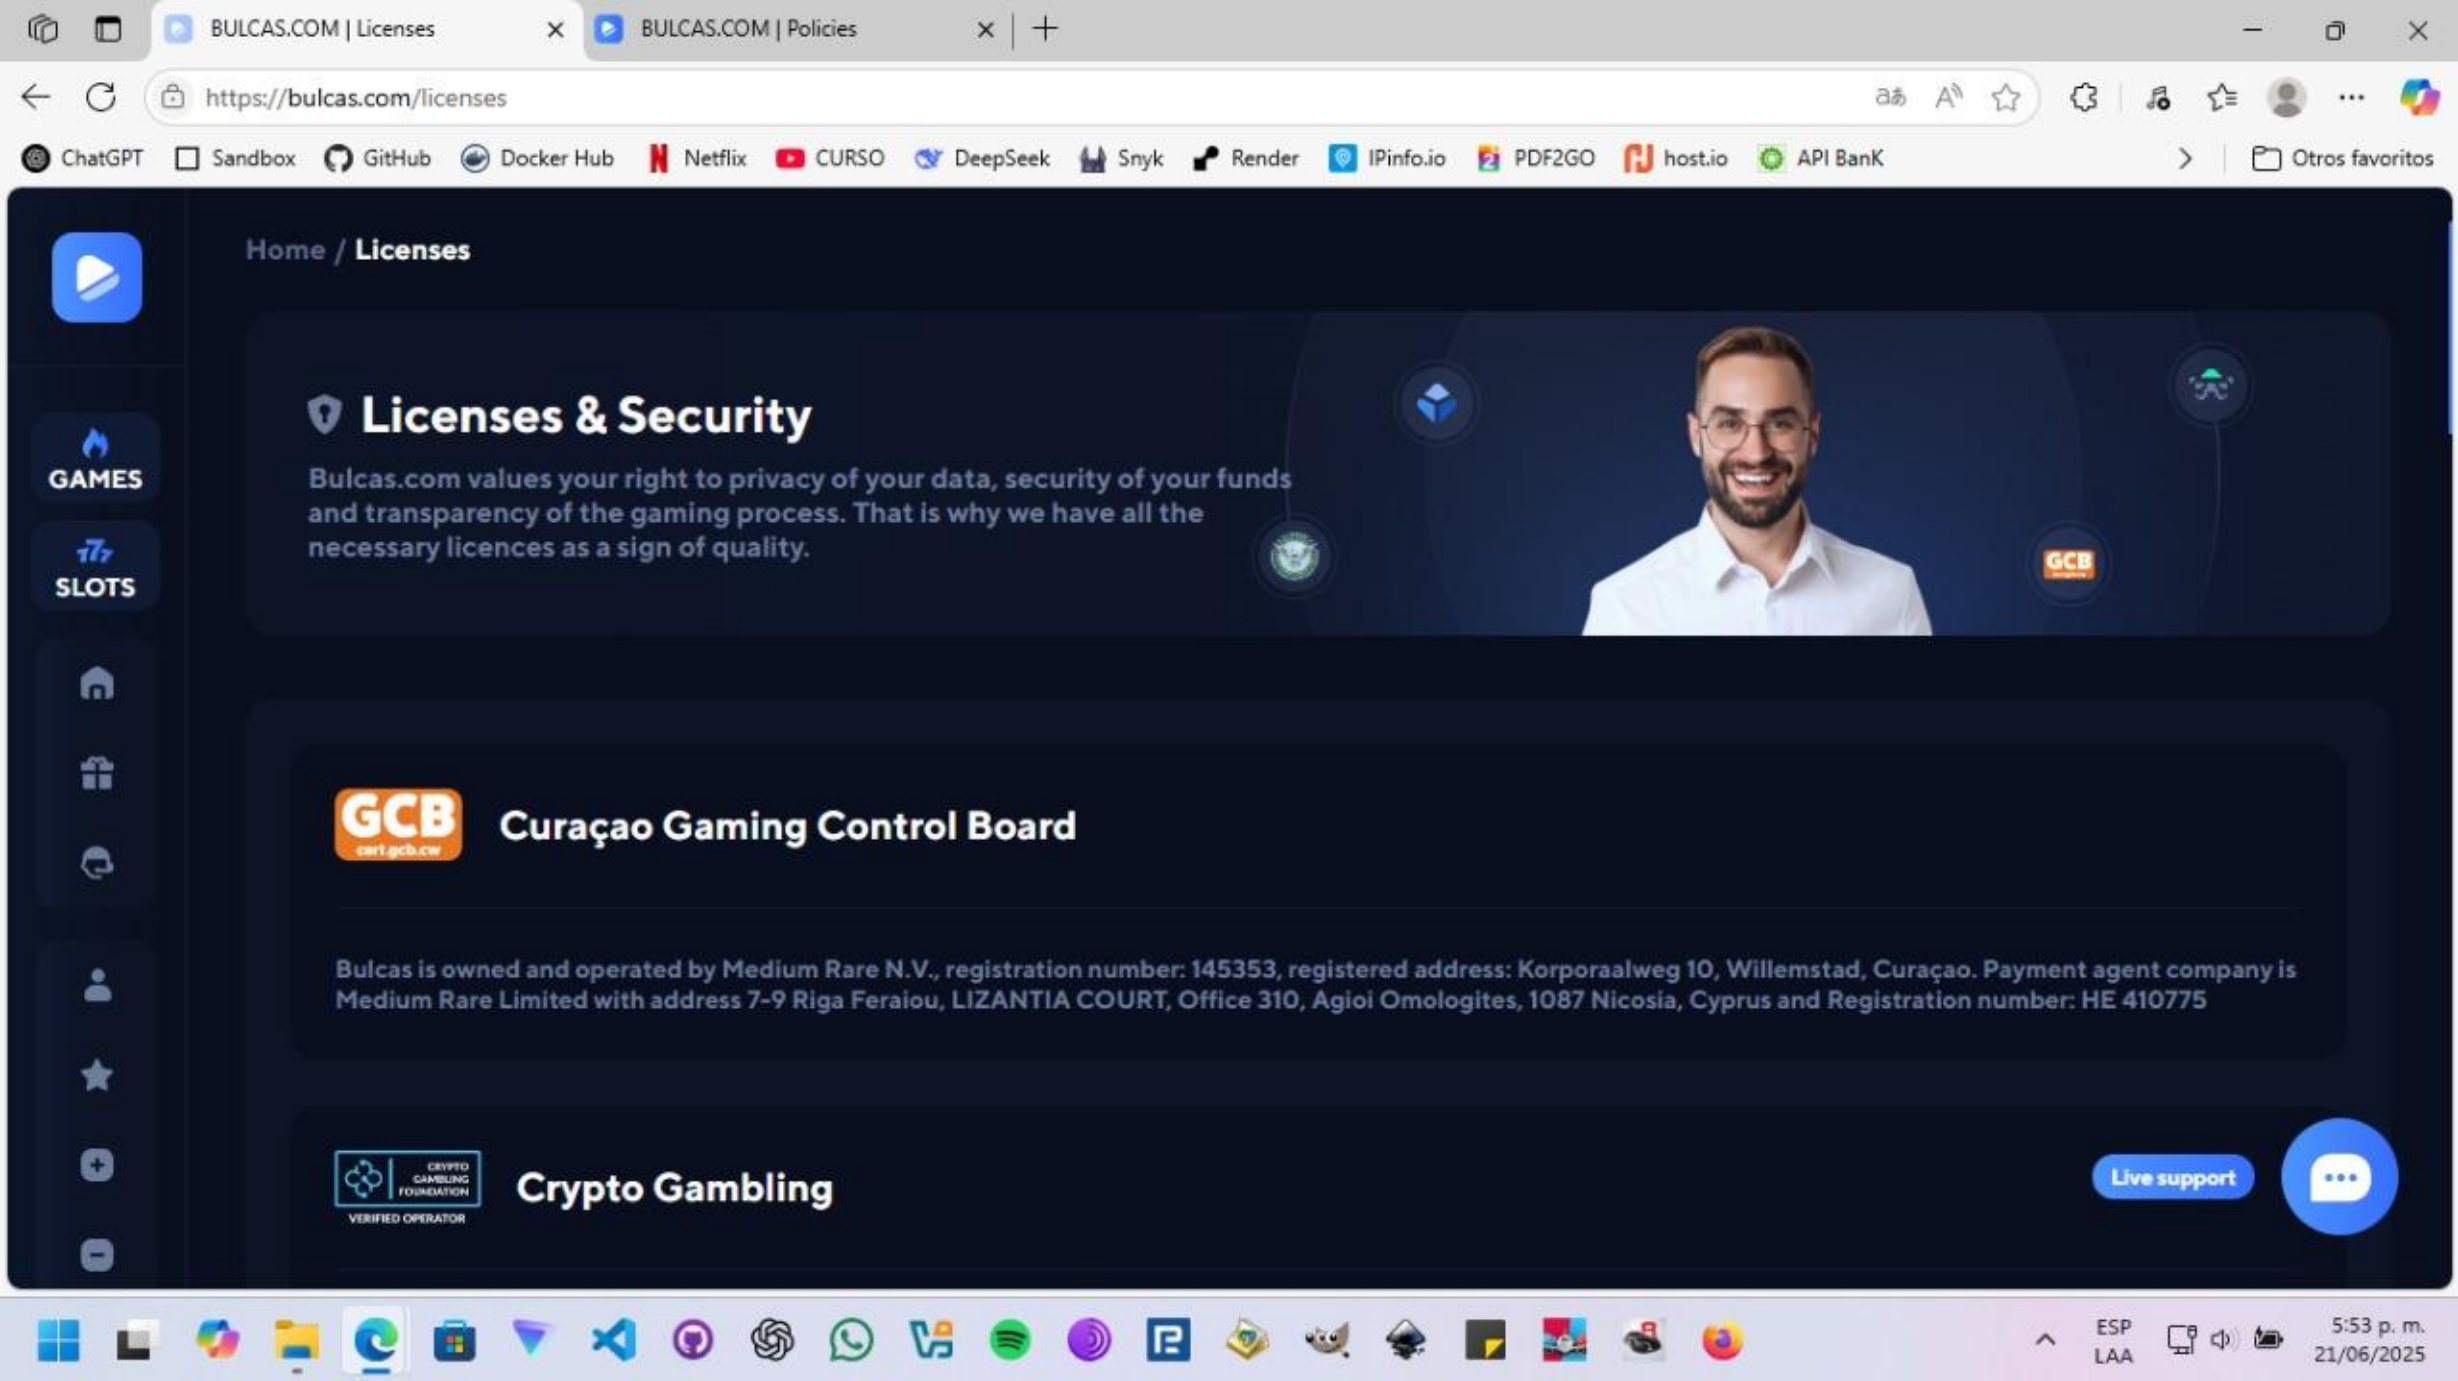 BULCAS.COM | Licenses
BULCAS.COM | Policies
https://bulcas.com/licenses
ChatGPT Sandbox GitHub Docker Hub Netflix CURSO DeepSeek Snyk Render IPinfo.io PDF2GO host.io API BanK Otros favoritos
Home / Licenses
Licenses & Security
Bulcas.com values your right to privacy of your data, security of your funds
and transparency of the gaming process. That is why we have all the
necessary licences as a sign of quality.
GCB
GAMES
777
SLOTS
GCB
cert.gcb.cw
Curaçao Gaming Control Board
Bulcas is owned and operated by Medium Rare N.V., registration number: 145353, registered address: Korporaalweg 10, Willemstad, Curaçao. Payment agent company is
Medium Rare Limited with address 7-9 Riga Feraiou, LIZANTIA COURT, Office 310, Agioi Omologites, 1087 Nicosia, Cyprus and Registration number: HE 410775
CRYPTO
GAMBLING
FOUNDATION
VERIFIED OPERATOR
Crypto Gambling
Live support
ESP
LAA
5:53 p. m.
21/06/2025